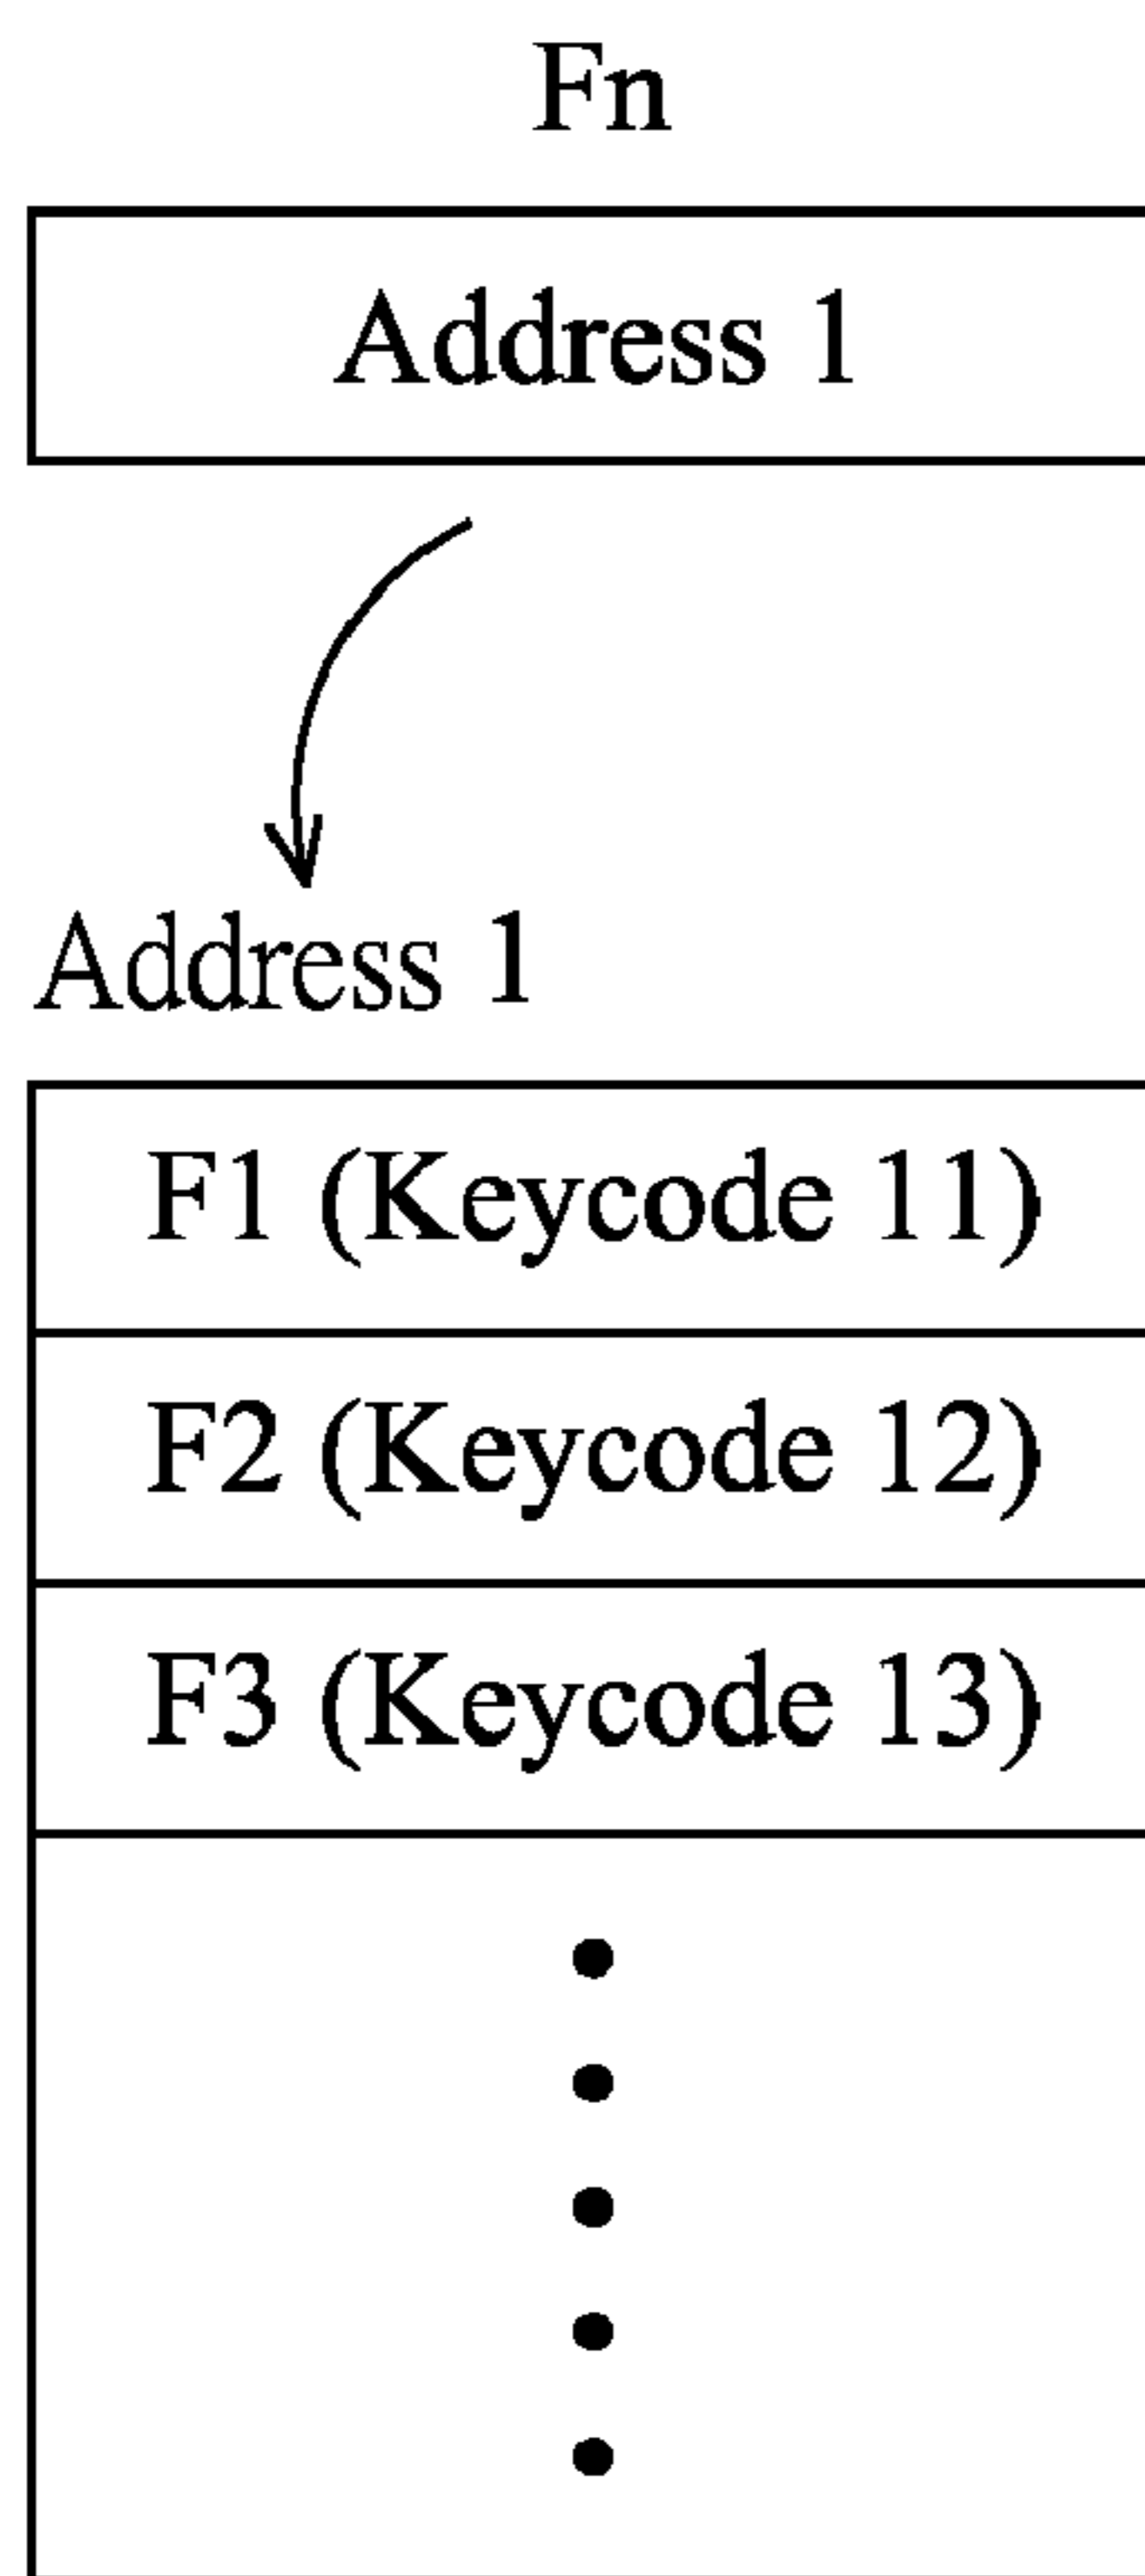 Fn
Address 1
Address 1
F1 (Keycode 11)
F2 (Keycode 12)
F3 (Keycode 13)